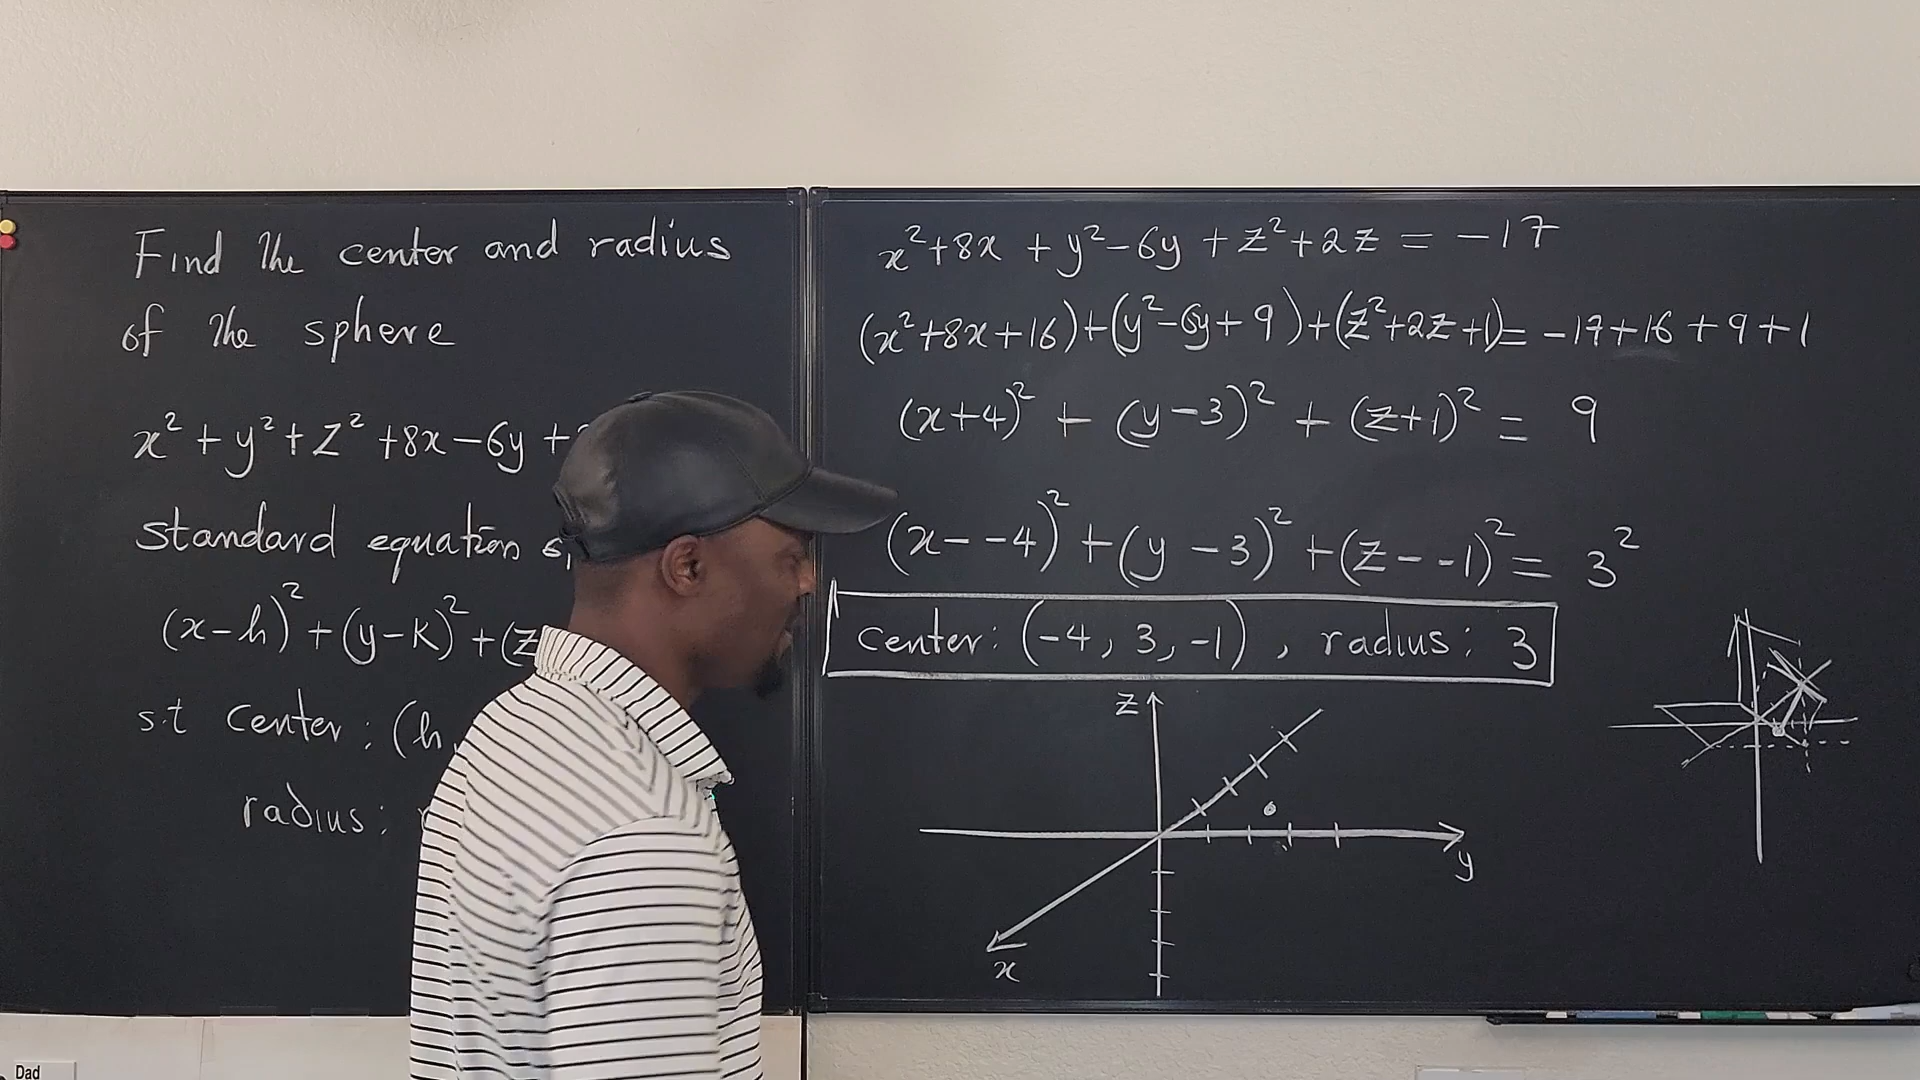 Find the center and radius
of the sphere
x² + y² + z² + 8x - 6y +
standard equation
(x-h)² + (y-k)² + (z
s.t center: (h,
radius:
x² + 8x + y² - 6y + z² + 2z = -17
(x² + 8x + 16) + (y² - 6y + 9) + (z² + 2z + 1) = -17 + 16 + 9 + 1
(x+4)² + (y-3)² + (z+1)² = 9
(x - -4)² + (y - 3)² + (z - -1)² = 3²
center: (-4, 3, -1), radius: 3
z
y
x
Dad